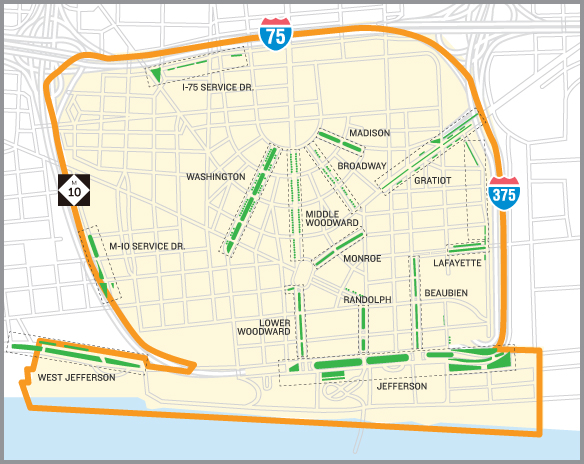 75
I-75 SERVICE DR.
MADISON
BROADWAY
WASHINGTON
GRATIOT
M
10
375
MIDDLE
WOODWARD
M-10 SERVICE DR.
MONROE
LAFAYETTE
RANDOLPH
BEAUBIEN
LOWER
WOODWARD
WEST JEFFERSON
JEFFERSON